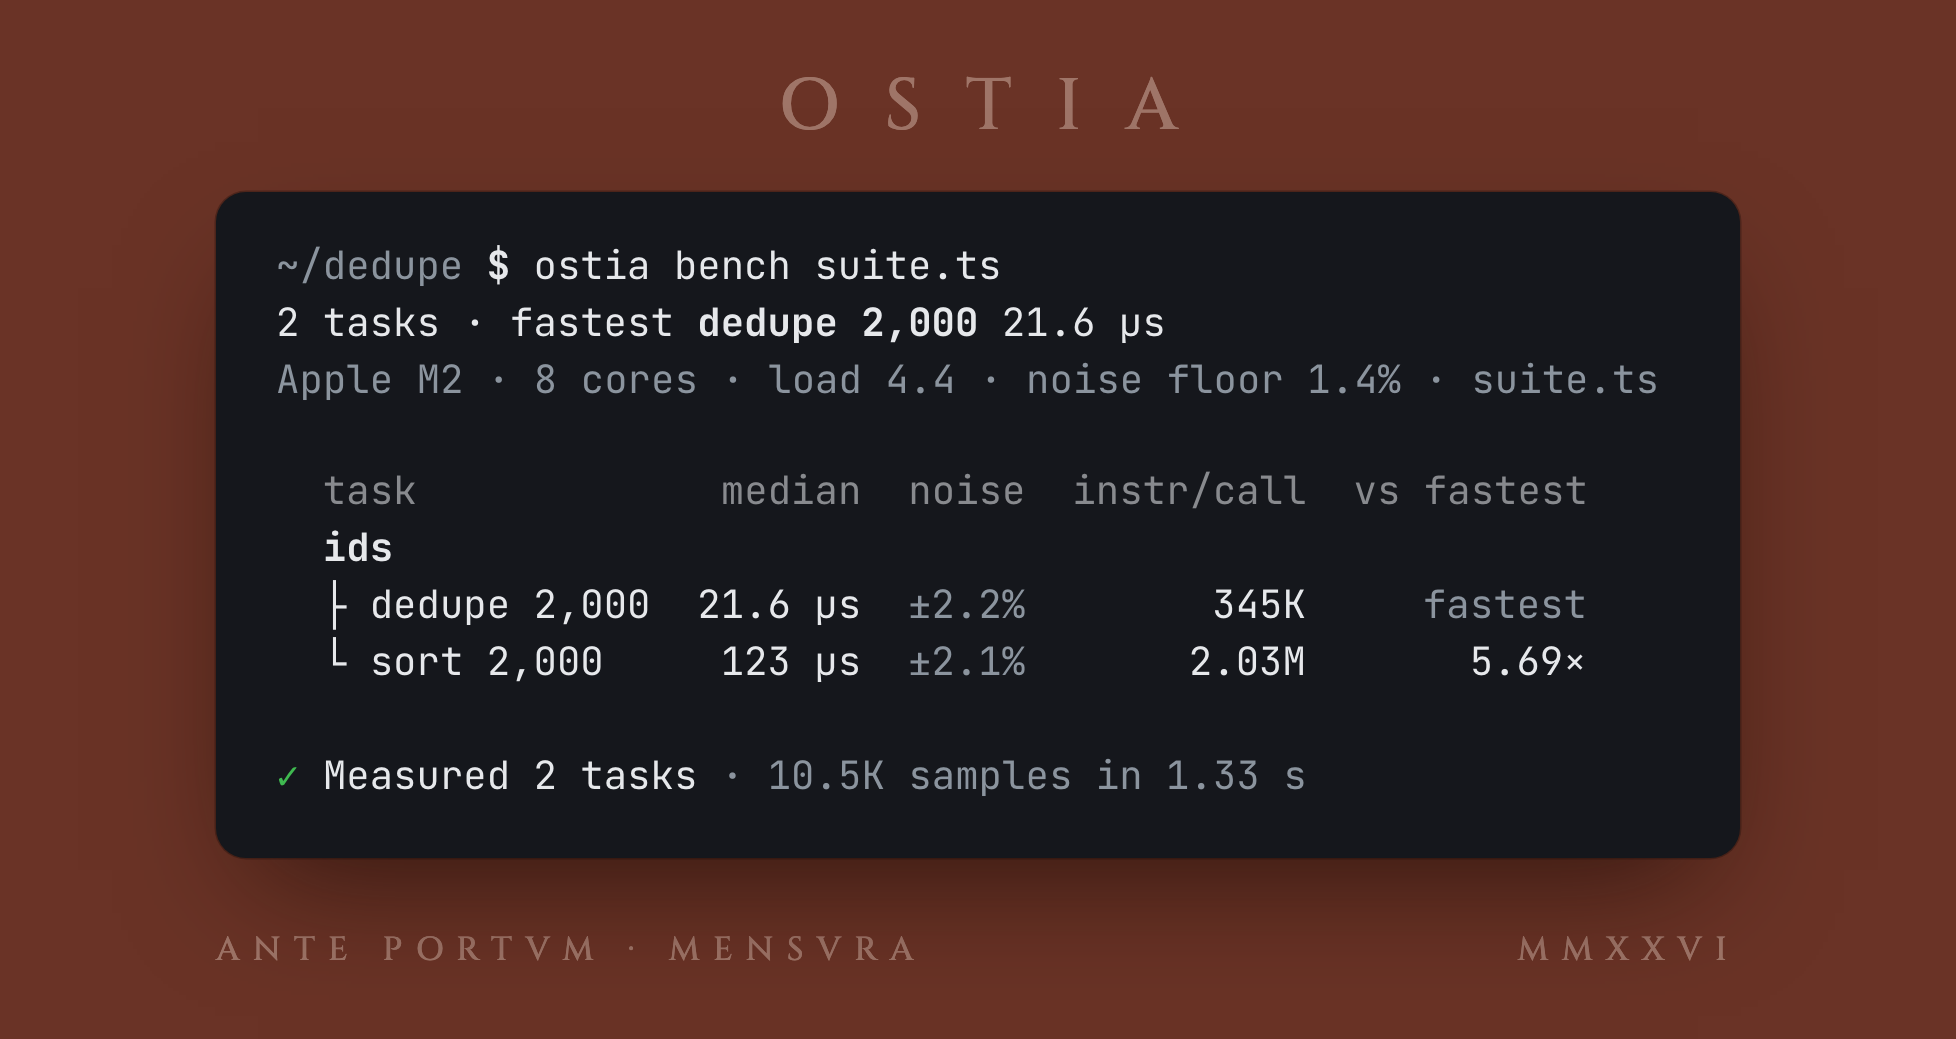 OSTIA
~/dedupe $ ostia bench suite.ts
2 tasks · fastest dedupe 2,000 21.6 µs
Apple M2 · 8 cores · load 4.4 · noise floor 1.4% · suite.ts
task median noise instr/call vs fastest
ids
├ dedupe 2,000 21.6 µs ±2.2% 345K fastest
└ sort 2,000 123 µs ±2.1% 2.03M 5.69×
✓ Measured 2 tasks · 10.5K samples in 1.33 s
ANTE PORTVM · MENSVRA
MMXXVI